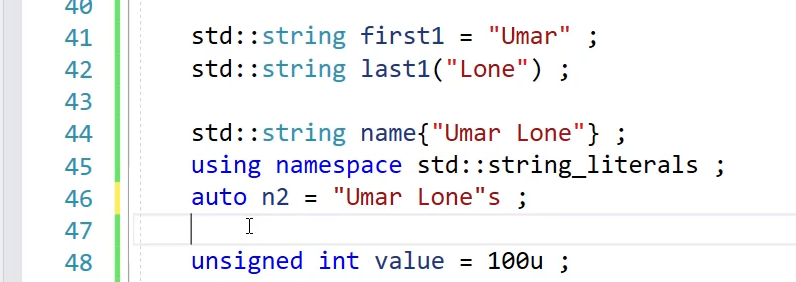 40
41 std::string first1 = "Umar" ;
42 std::string last1("Lone") ;
43
44 std::string name{"Umar Lone"} ;
45 using namespace std::string_literals ;
46 auto n2 = "Umar Lone"s ;
47
48 unsigned int value = 100u ;